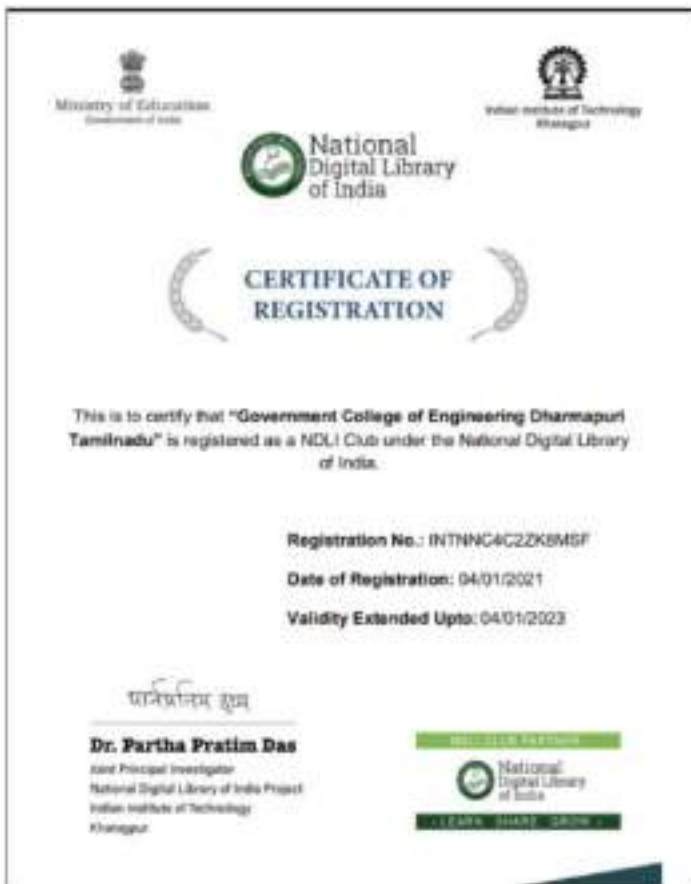 Ministry of Education
Government of India
Indian Institute of Technology
Kharagpur
National
Digital Library
of India
CERTIFICATE OF
REGISTRATION
This is to certify that "Government College of Engineering Dharmapuri
Tamilnadu" is registered as a NDLI Club under the National Digital Library
of India.
Registration No.: INTNNC4C2ZK8MSF
Date of Registration: 04/01/2021
Validity Extended Upto: 04/01/2023
Dr. Partha Pratim Das
Joint Principal Investigator
National Digital Library of India Project
Indian Institute of Technology
Kharagpur
NDLI CLUB PARTNER
National
Digital Library
of India
- LEARN SHARE GROW -